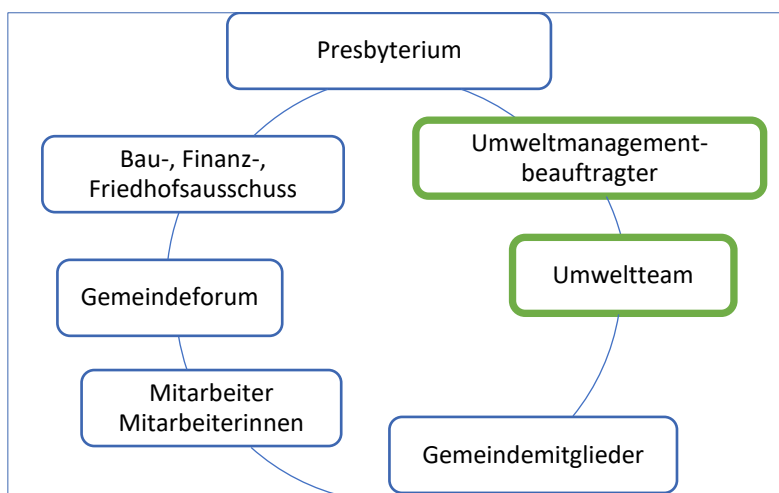 Presbyterium
Umweltmanagement-
beauftragter
Umweltteam
Gemeindemitglieder
Mitarbeiter
Mitarbeiterinnen
Gemeindeforum
Bau-, Finanz-,
Friedhofsausschuss